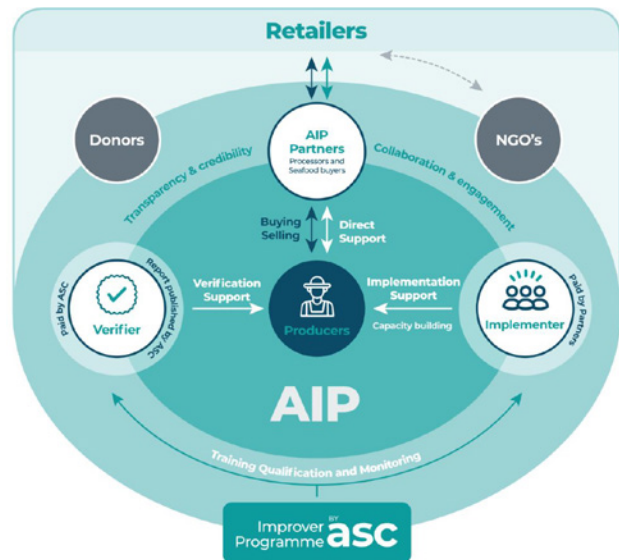 Retailers
Donors
AIP
Partners
Processors and
Seafood buyers
NGO's
Transparency & credibility
Collaboration & engagement
Buying
Selling
Direct
Support
Paid by ASC
Verifier
Report published by ASC
Verification
Support
Producers
Implementation
Support
Capacity building
Implementer
Paid by Partners
AIP
Training Qualification and Monitoring
Improver
Programme
BY
asc